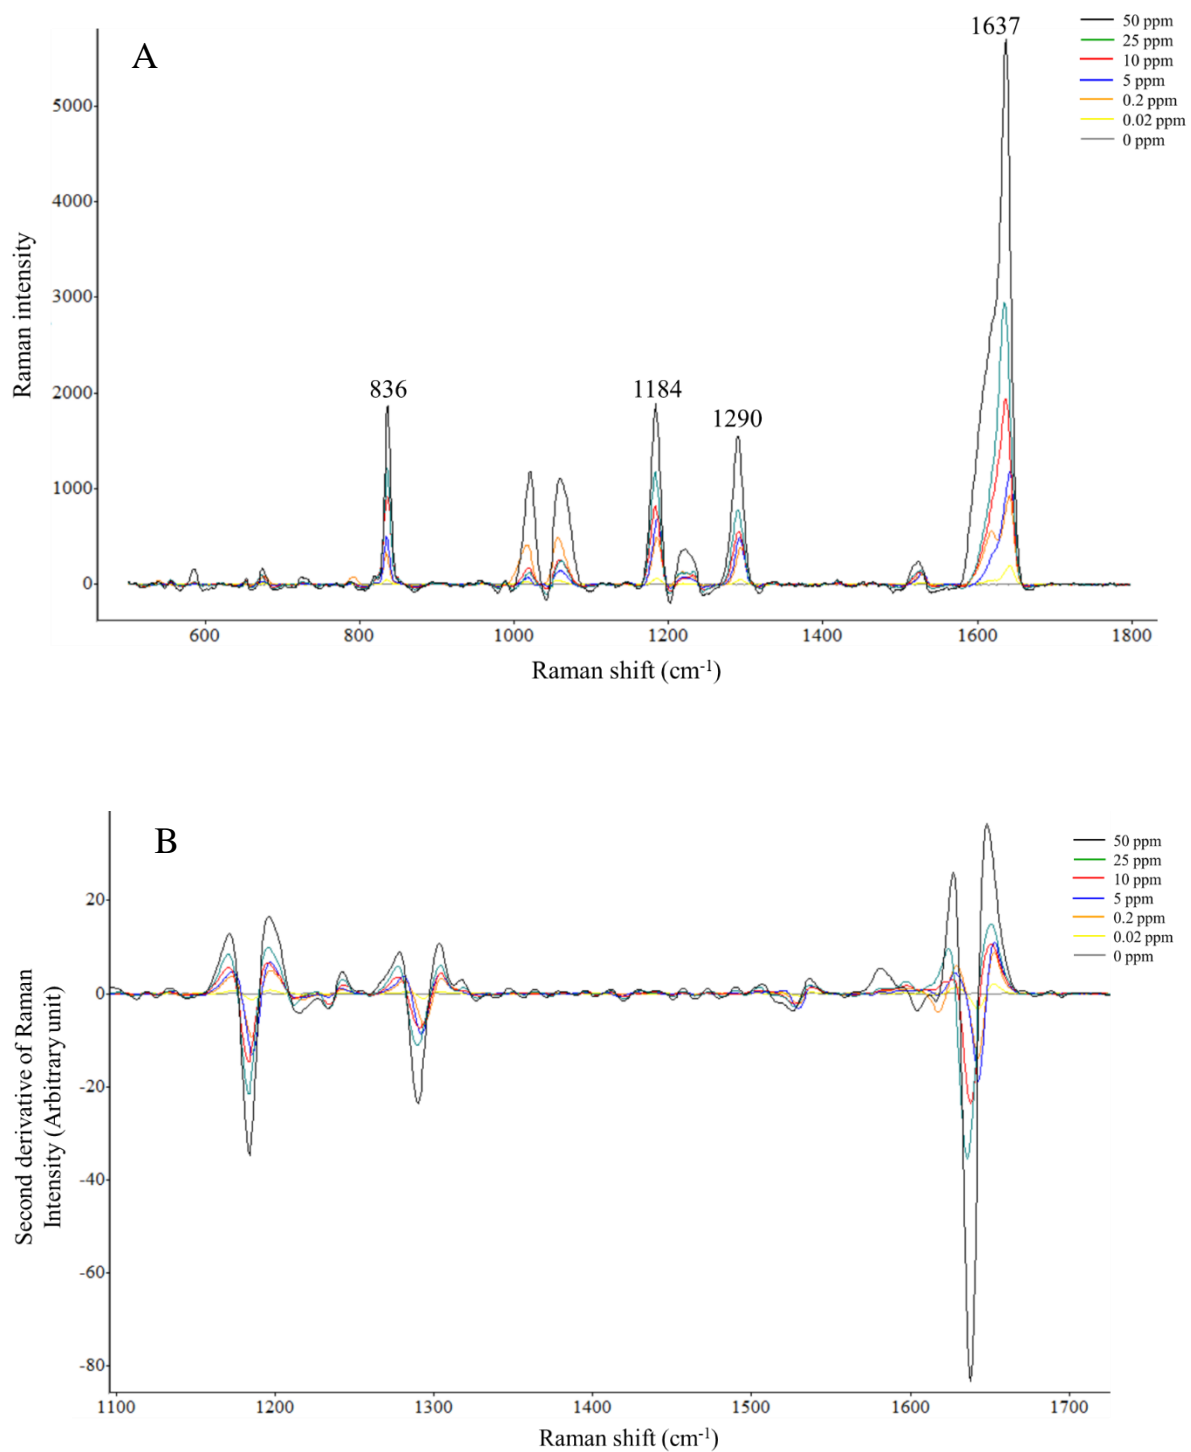 A
1637
50 ppm
25 ppm
10 ppm
5 ppm
0.2 ppm
0.02 ppm
0 ppm
5000
4000
3000
2000
1000
0
836
1184
1290
Raman intensity
600
800
1000
1200
1400
1600
1800
Raman shift (cm-1)
B
50 ppm
25 ppm
10 ppm
5 ppm
0.2 ppm
0.02 ppm
0 ppm
20
0
-20
-40
-60
-80
Second derivative of Raman
Intensity (Arbitrary unit)
1100
1200
1300
1400
1500
1600
1700
Raman shift (cm-1)